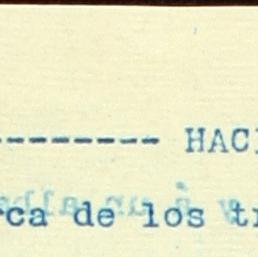 -------- HACI
rca de los tr